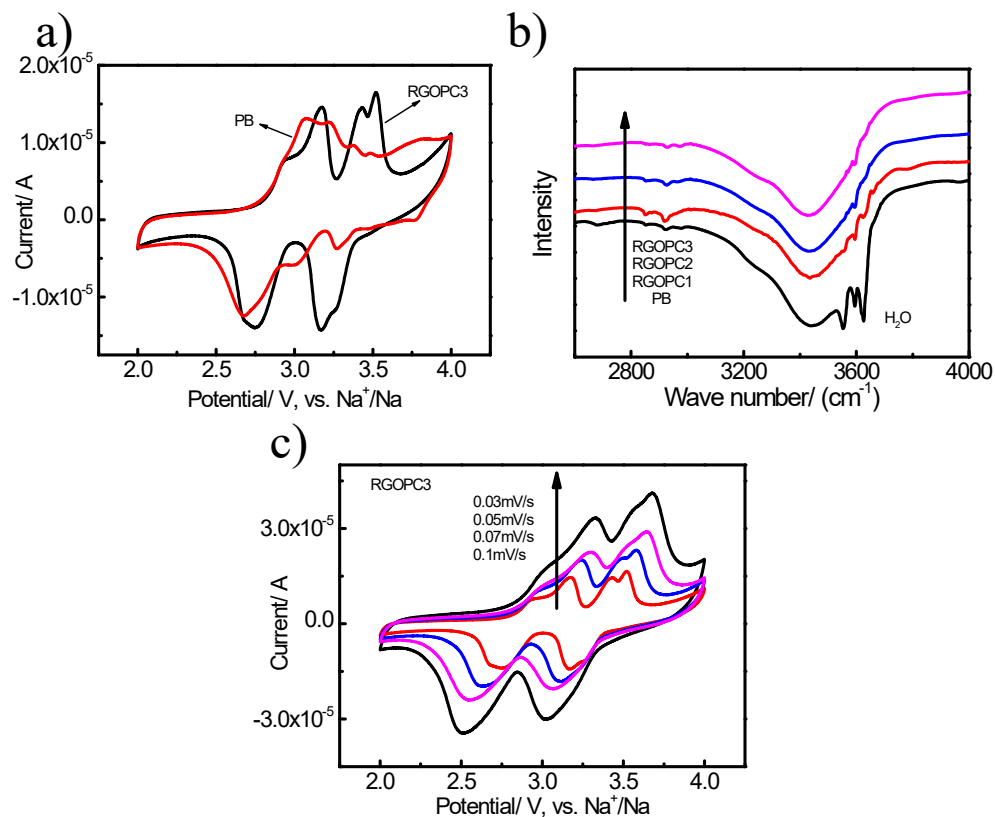 a)
2.0x10⁻⁵
1.0x10⁻⁵
0.0
-1.0x10⁻⁵
Current/ A
PB
RGOPC3
2.0 2.5 3.0 3.5 4.0
Potential/ V, vs. Na⁺/Na
b)
Intensity
RGOPC3
RGOPC2
RGOPC1
PB
H₂O
2800 3200 3600 4000
Wave number/ (cm⁻¹)
c)
RGOPC3
0.03mV/s
0.05mV/s
0.07mV/s
0.1mV/s
3.0x10⁻⁵
0.0
-3.0x10⁻⁵
Current/ A
2.0 2.5 3.0 3.5 4.0
Potential/ V, vs. Na⁺/Na